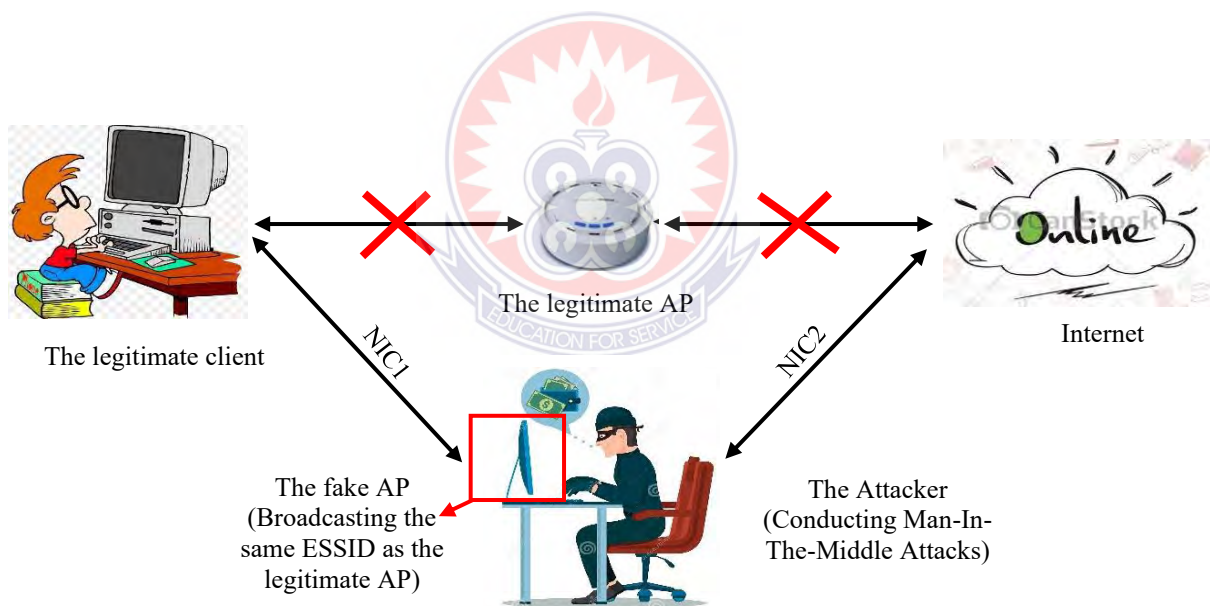 Online
The legitimate AP
EDUCATION FOR SERVICE
Internet
The legitimate client
NIC1
NIC2
The fake AP
(Broadcasting the
same ESSID as the
legitimate AP)
The Attacker
(Conducting Man-In-
The-Middle Attacks)